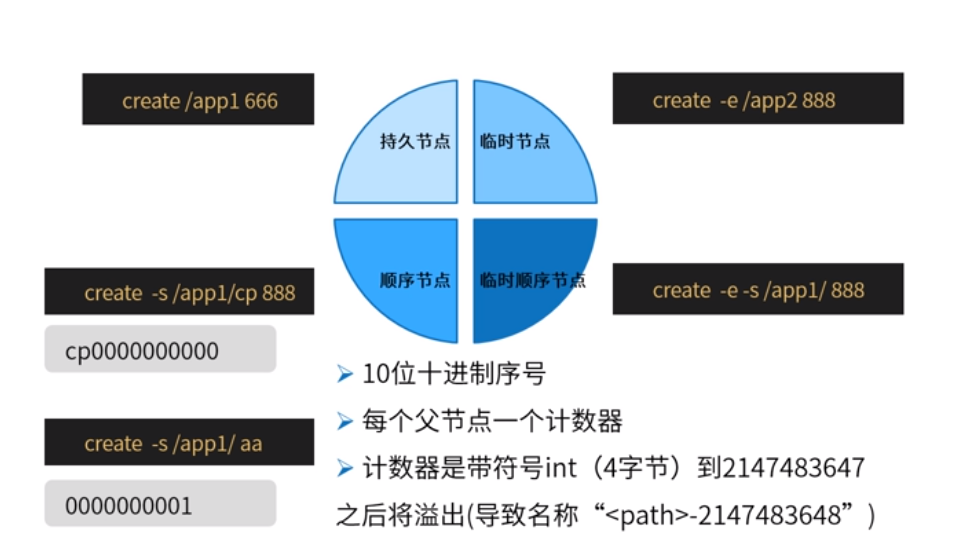 create /app1 666
create -e /app2 888
持久节点
临时节点
顺序节点
临时顺序节点
create -s /app1/cp 888
create -e -s /app1/ 888
cp0000000000
create -s /app1/ aa
0000000001
10位十进制序号
每个父节点一个计数器
计数器是带符号int（4字节）到2147483647
之后将溢出(导致名称“<path>-2147483648”)